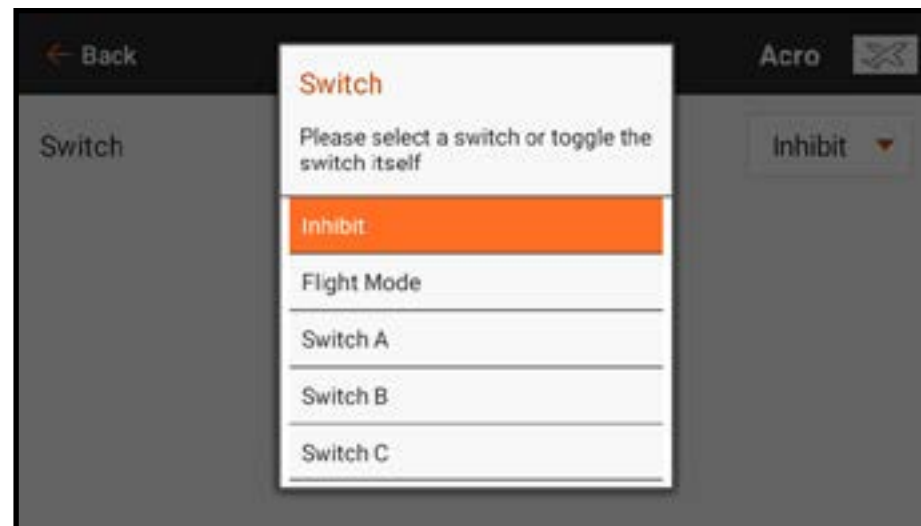 ← Back
Acro
Switch
Please select a switch or toggle the
switch itself
Switch
Inhibit
Inhibit
Flight Mode
Switch A
Switch B
Switch C